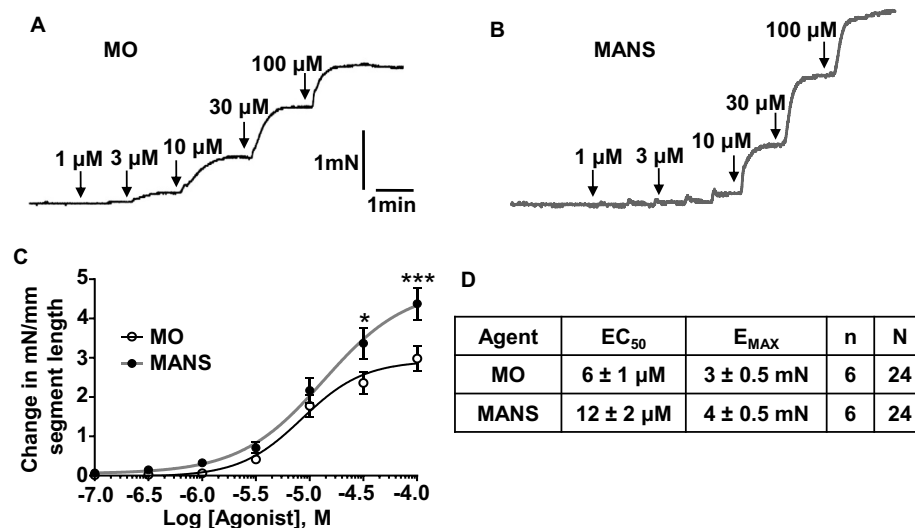 A
MO
1 µM
3 µM
10 µM
30 µM
100 µM
1mN
1min
B
MANS
1 µM
3 µM
10 µM
30 µM
100 µM
C
Change in mN/mm
segment length
5
4
3
2
1
0
MO
MANS
*
***
-7.0 -6.5 -6.0 -5.5 -5.0 -4.5 -4.0
Log [Agonist], M
D
Agent EC₅₀ E_MAX n N
MO 6 ± 1 µM 3 ± 0.5 mN 6 24
MANS 12 ± 2 µM 4 ± 0.5 mN 6 24